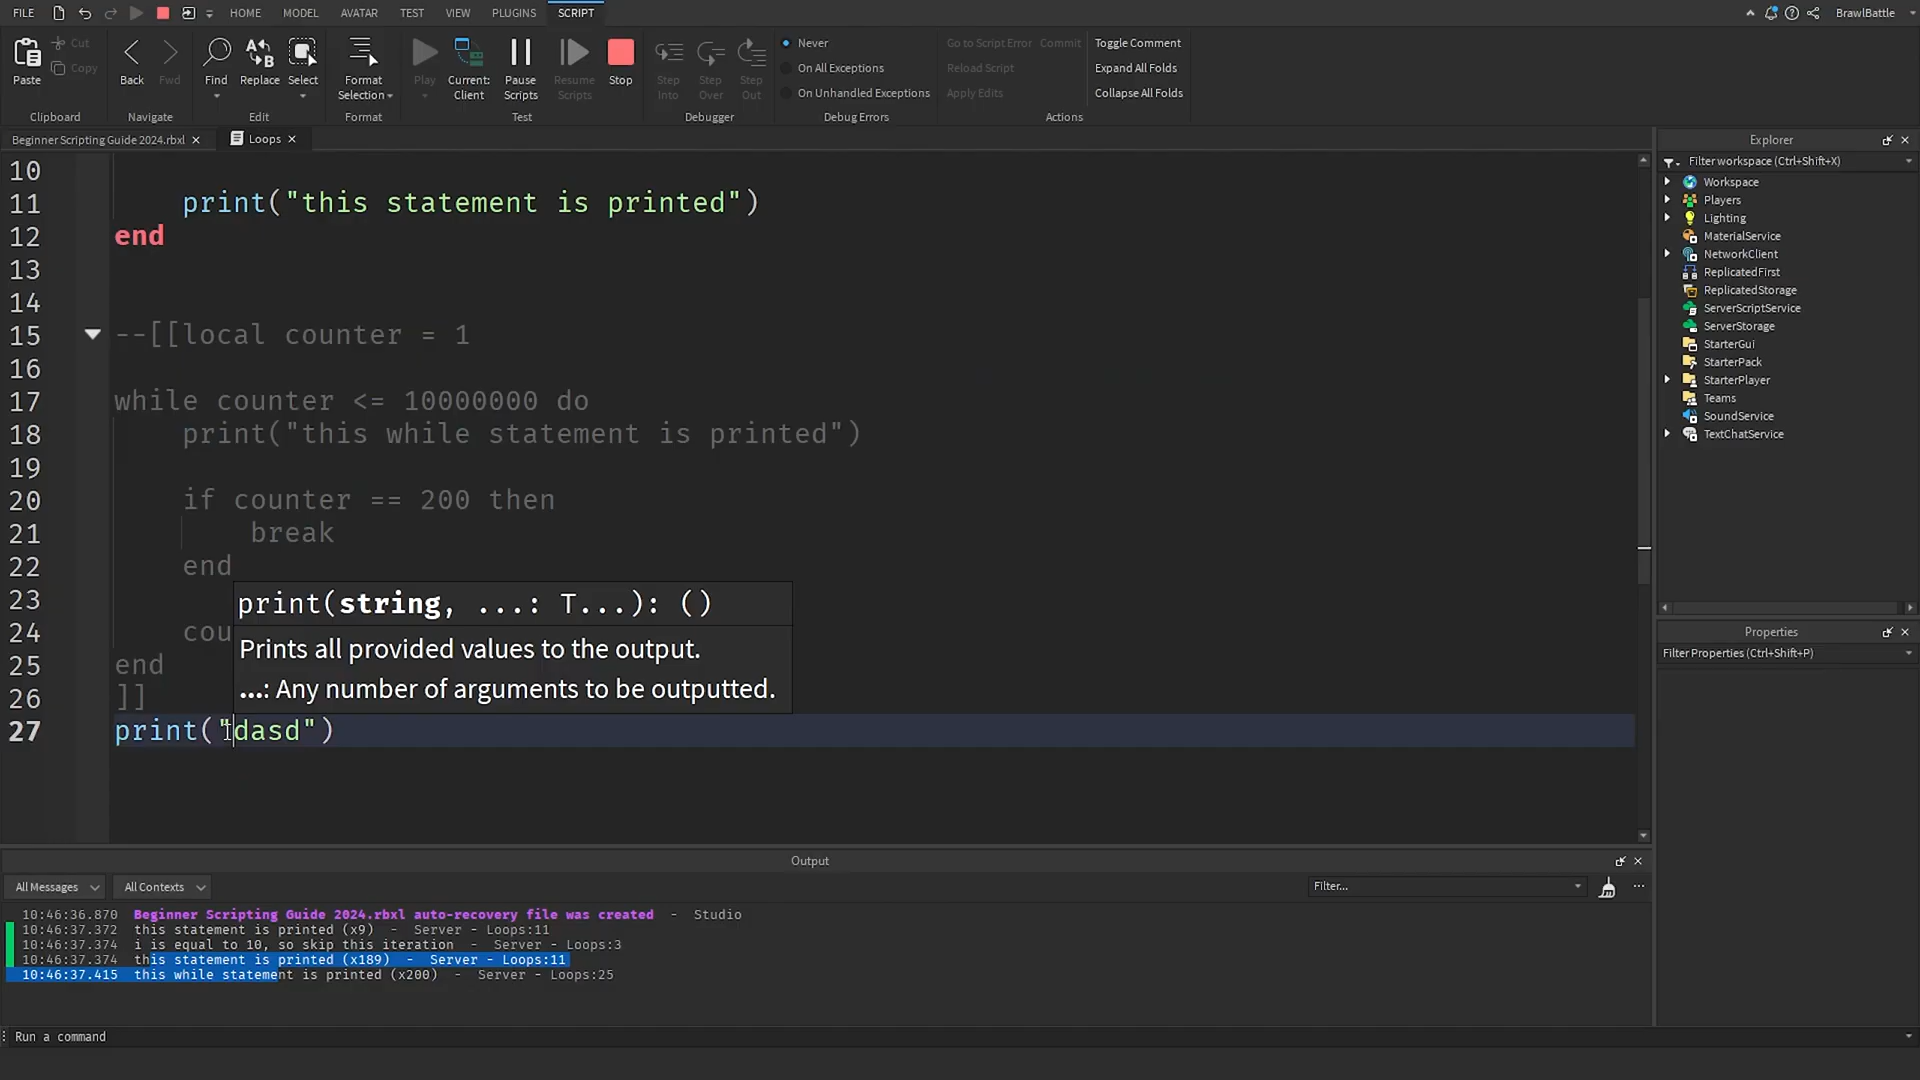 FILE HOME MODEL AVATAR TEST VIEW PLUGINS SCRIPT BrawlBattle
Paste Cut Copy
Clipboard
Back Fwd
Navigate
Find Replace Select
Edit
Format Selection
Format
Play Current: Client Pause Scripts Resume Scripts Stop
Test
Step Into Step Over Step Out
Debugger
Never
On All Exceptions
On Unhandled Exceptions
Debug Errors
Go to Script Error Commit Toggle Comment
Reload Script Expand All Folds
Apply Edits Collapse All Folds
Actions
Beginner Scripting Guide 2024.rbxl × Loops ×
10
11 print("this statement is printed")
12 end
13
14
15 --[[local counter = 1
16
17 while counter <= 10000000 do
18 print("this while statement is printed")
19
20 if counter == 200 then
21 break
22 end
23
24 cou
25 end
26 ]]
27 print("dasd")
print(string, ...: T...): ()
Prints all provided values to the output.
...: Any number of arguments to be outputted.
Explorer
Filter workspace (Ctrl+Shift+X)
Workspace
Players
Lighting
MaterialService
NetworkClient
ReplicatedFirst
ReplicatedStorage
ServerScriptService
ServerStorage
StarterGui
StarterPack
StarterPlayer
Teams
SoundService
TextChatService
Properties
Filter Properties (Ctrl+Shift+P)
Output
All Messages All Contexts Filter... ...
10:46:36.870 Beginner Scripting Guide 2024.rbxl auto-recovery file was created - Studio
10:46:37.372 this statement is printed (x9) - Server - Loops:11
10:46:37.374 i is equal to 10, so skip this iteration - Server - Loops:3
10:46:37.374 this statement is printed (x189) - Server - Loops:11
10:46:37.415 this while statement is printed (x200) - Server - Loops:25
Run a command